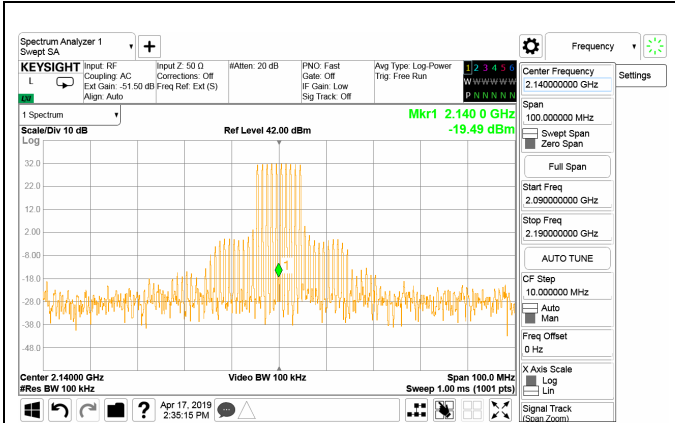 Spectrum Analyzer 1
Swept SA
Frequency
KEYSIGHT
L
LXI
Input: RF
Coupling: AC
Ext Gain: -51.50 dB
Align: Auto
Input Z: 50 Ω
Corrections: Off
Freq Ref: Ext (S)
#Atten: 20 dB
PNO: Fast
Gate: Off
IF Gain: Low
Sig Track: Off
Avg Type: Log-Power
Trig: Free Run
1 2 3 4 5 6
W W W W W W
P N N N N N
Center Frequency
2.140000000 GHz
Settings
Span
100.000000 MHz
Swept Span
Zero Span
Full Span
Start Freq
2.090000000 GHz
Stop Freq
2.190000000 GHz
AUTO TUNE
CF Step
10.000000 MHz
Auto
Man
Freq Offset
0 Hz
X Axis Scale
Log
Lin
Signal Track
(Span Zoom)
1 Spectrum
Scale/Div 10 dB
Ref Level 42.00 dBm
Mkr1 2.140 0 GHz
-19.49 dBm
Log
32.0
22.0
12.0
2.00
-8.00
-18.0
-28.0
-38.0
-48.0
1
Center 2.14000 GHz
#Res BW 100 kHz
Video BW 100 kHz
Span 100.0 MHz
Sweep 1.00 ms (1001 pts)
?
Apr 17, 2019
2:35:15 PM